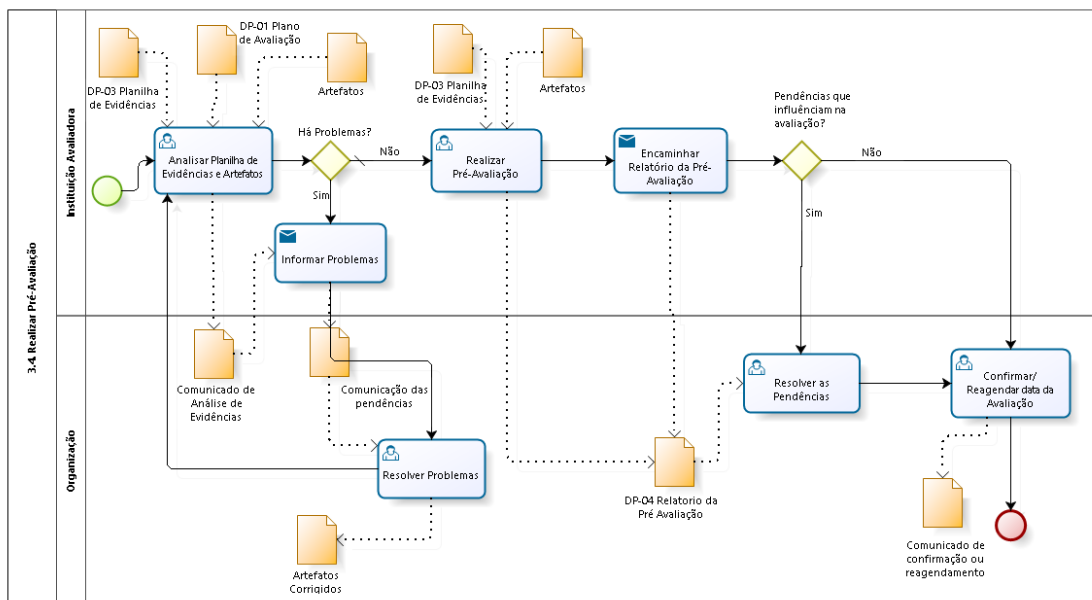 3.4. Realizar Pré-Avaliação
Instituição Avaliadora
DP-03 Planilha
de Evidências
DP-01 Plano
de Avaliação
Artefatos
DP-03 Planilha
de Evidências
Artefatos
Analisar Planilha de
Evidências e Artefatos
Há Problemas?
Não
Sim
Realizar
Pré-Avaliação
Encaminhar
Relatório da Pré-
Avaliação
Pendências que
influênciam na
avaliação?
Não
Sim
Informar Problemas
Organização
Comunicado de
Análise de
Evidências
Comunicação das
pendências
Resolver Problemas
Artefatos
Corrigidos
DP-04 Relatorio da
Pré Avaliação
Resolver as
Pendências
Confirmar/
Reagendar data da
Avaliação
Comunicado de
confirmação ou
reagendamento